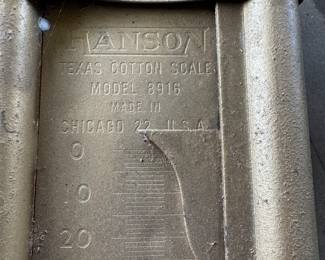 HANSON
TEXAS COTTON SCALE
MODEL 8916
MADE IN
CHICAGO 22, U.S.A.
0
10
20